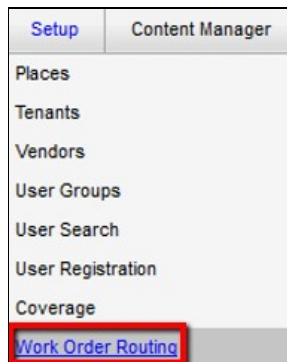 Setup Content Manager
Places
Tenants
Vendors
User Groups
User Search
User Registration
Coverage
Work Order Routing